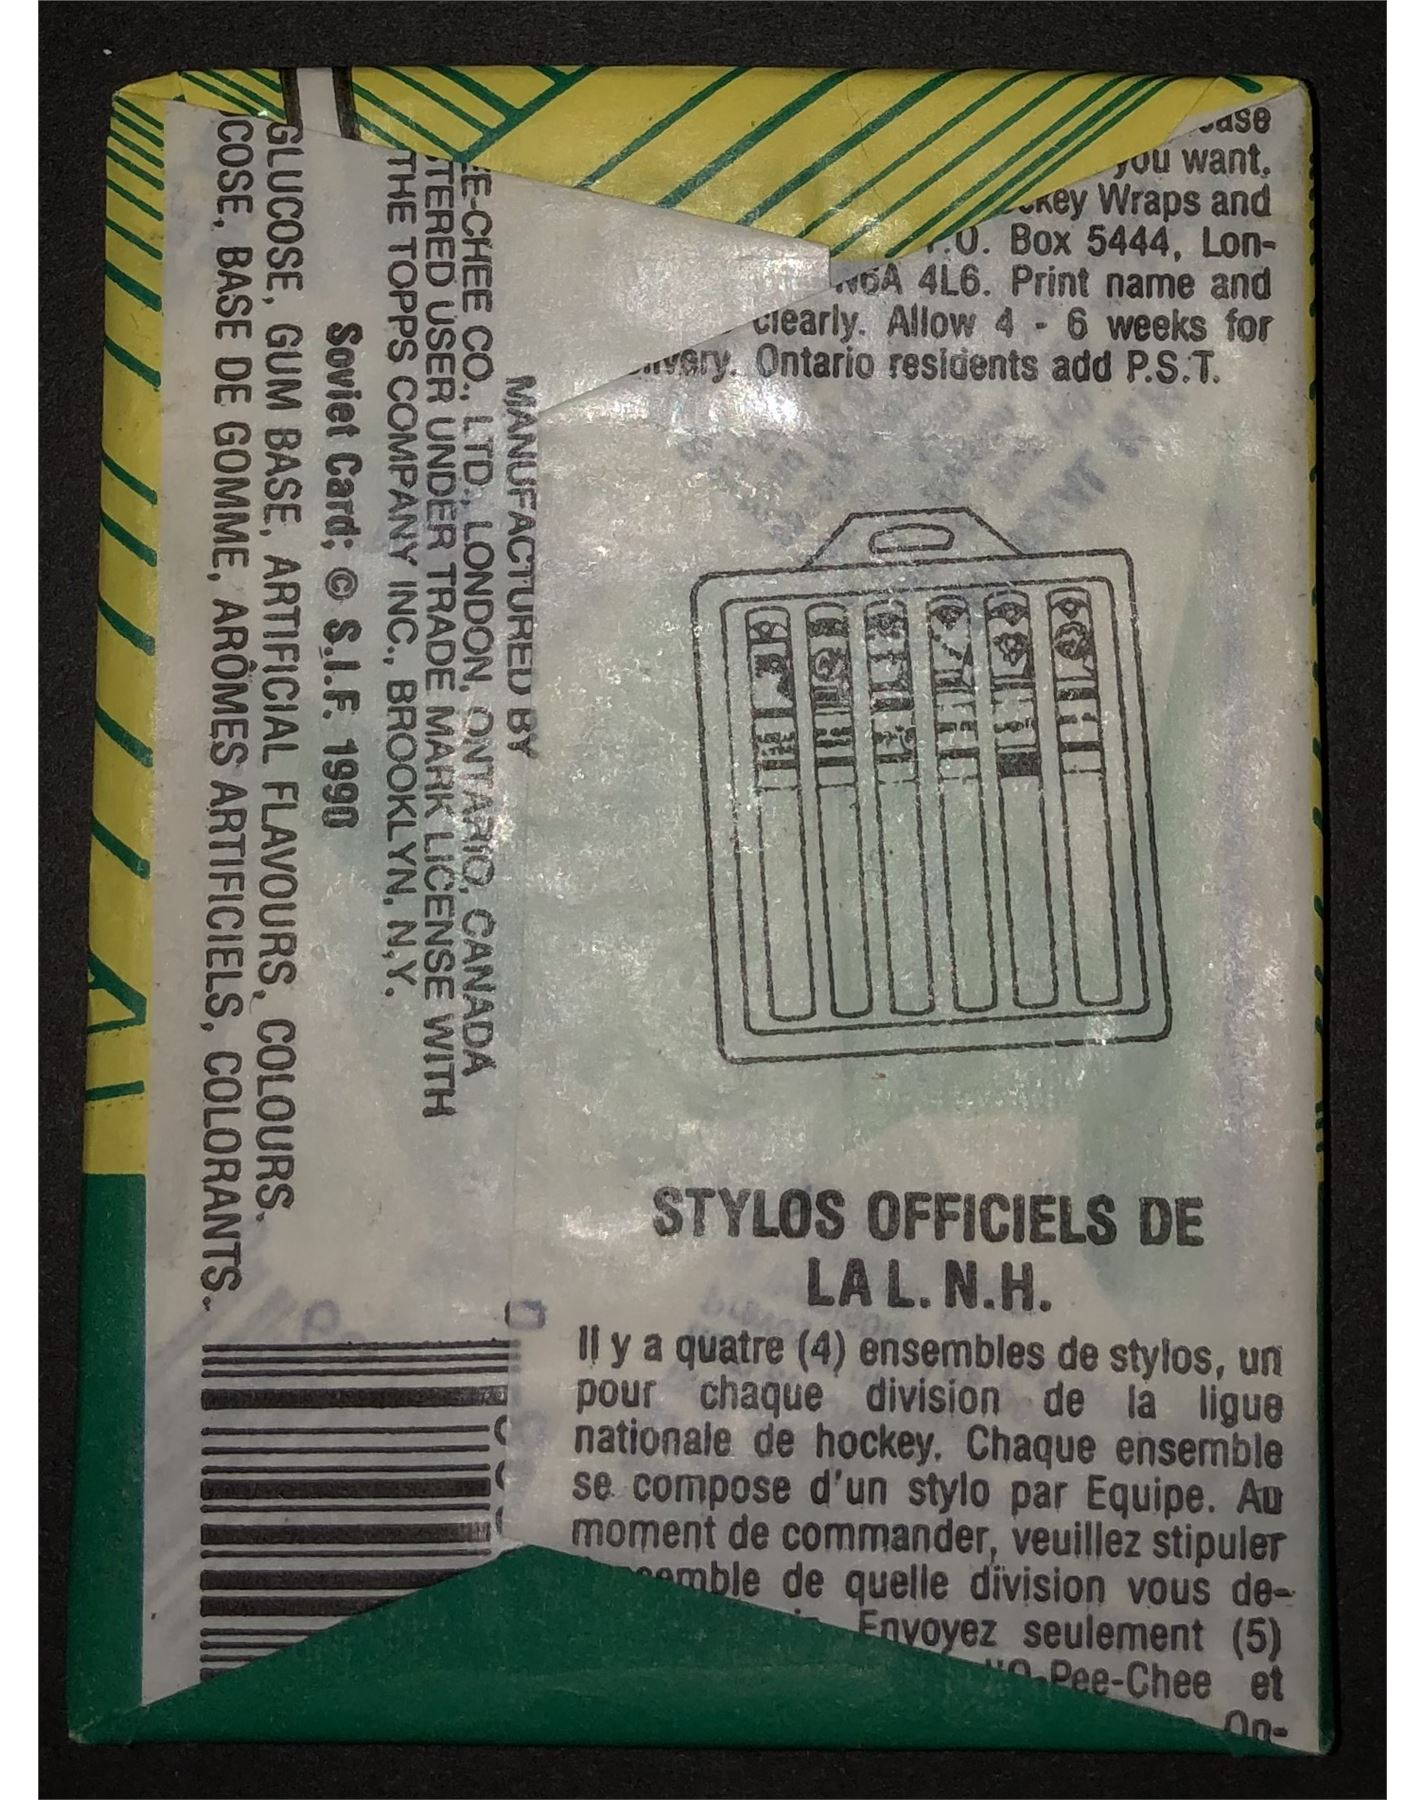 you want,
Wraps and
Box 5444, Lon-
4L6. Print name and
clearly. Allow 4 - 6 weeks for
Ontario residents add P.S.T.
MANUFACTURED BY
EE-CHEE CO., LTD., LONDON, ONTARIO, CANADA
TERED USER UNDER TRADE MARK LICENSE WITH
THE TOPPS COMPANY INC., BROOKLYN, N.Y.
Soviet Card; © S.I.F. 1990
GLUCOSE, GUM BASE, ARTIFICIAL FLAVOURS, COLOURS.
COSE, BASE DE GOMME, ARÔMES ARTIFICIELS, COLORANTS.
STYLOS OFFICIELS DE
LA L.N.H.
Il y a quatre (4) ensembles de stylos, un
pour chaque division de la ligue
nationale de hockey. Chaque ensemble
se compose d'un stylo par Equipe. Au
moment de commander, veuillez stipuler
emble de quelle division vous de-
Envoyez seulement (5)
O-Pee-Chee et
On-